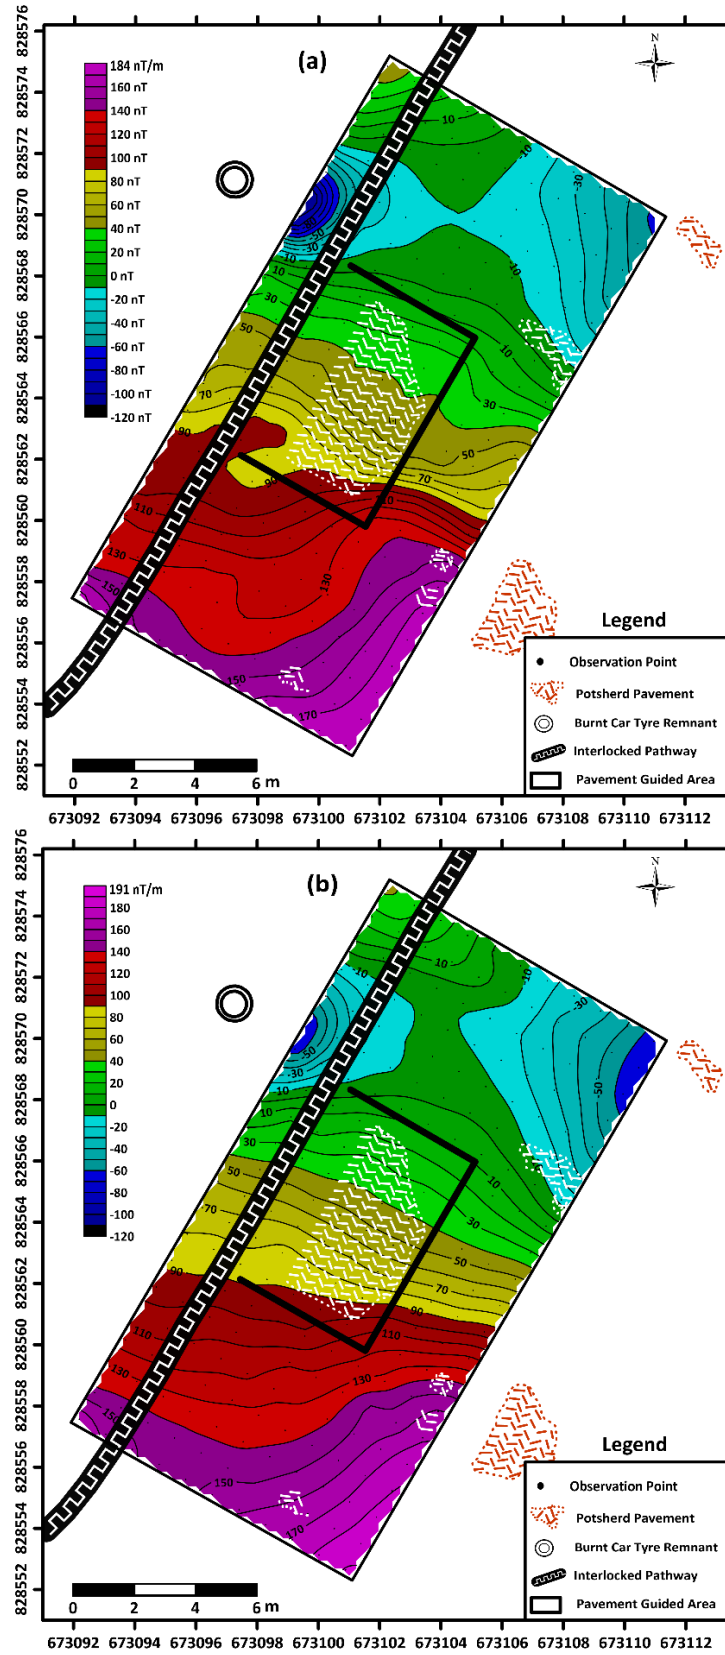 (a)
N
184 nT/m
160 nT
140 nT
120 nT
100 nT
80 nT
60 nT
40 nT
20 nT
0 nT
-20 nT
-40 nT
-60 nT
-80 nT
-100 nT
-120 nT
828576
828574
828572
828570
828568
828566
828564
828562
828560
828558
828556
828554
828552
10
-10
-30
-50
-30
-10
-10
10
30
10
50
30
70
50
90
70
90
110
110
130
130
150
150
170
Legend
Observation Point
Potsherd Pavement
Burnt Car Tyre Remnant
Interlocked Pathway
Pavement Guided Area
0 2 4 6 m
673092 673094 673096 673098 673100 673102 673104 673106 673108 673110 673112
(b)
N
191 nT/m
180
160
140
120
100
80
60
40
20
0
-20
-40
-60
-80
-100
-120
828576
828574
828572
828570
828568
828566
828564
828562
828560
828558
828556
828554
828552
10
-10
-10
-30
-50
-50
-30
-10
10
30
10
50
30
70
50
70
90
90
110
110
130
130
150
150
170
Legend
Observation Point
Potsherd Pavement
Burnt Car Tyre Remnant
Interlocked Pathway
Pavement Guided Area
0 2 4 6 m
673092 673094 673096 673098 673100 673102 673104 673106 673108 673110 673112